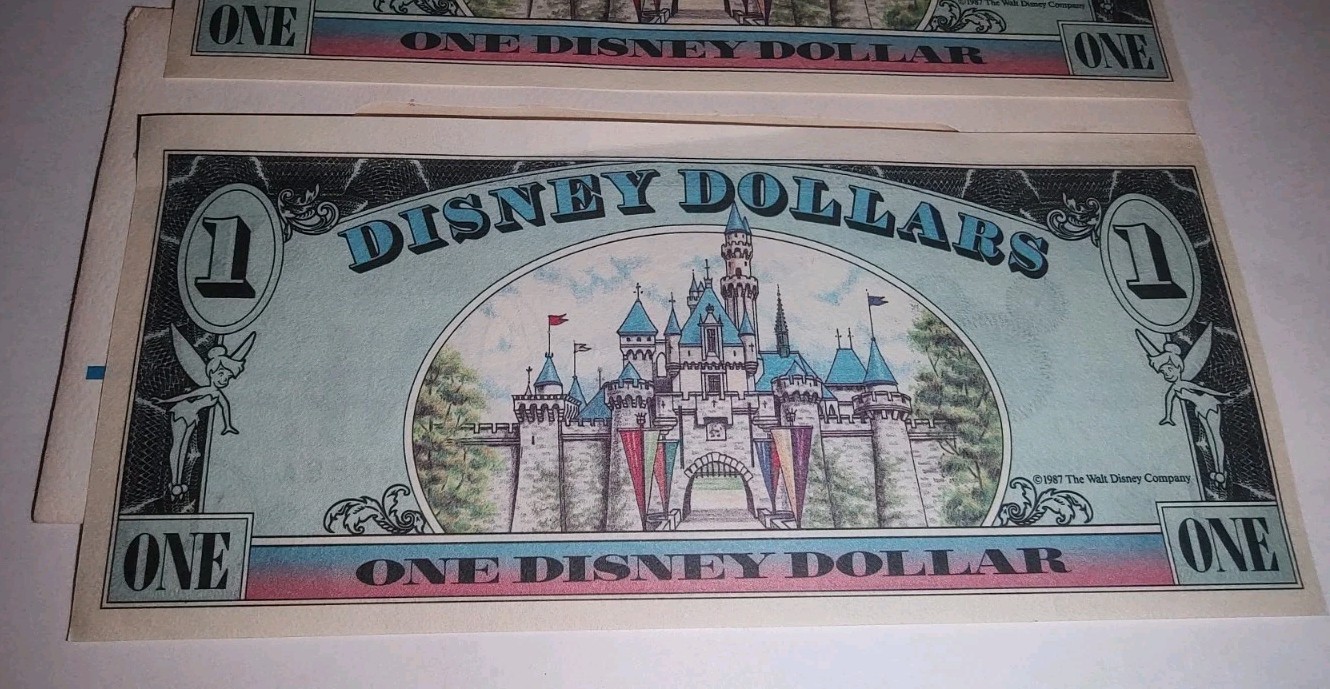 ©1987 The Walt Disney Company
ONE
ONE DISNEY DOLLAR
ONE
DISNEY DOLLARS
1
1
©1987 The Walt Disney Company
ONE
ONE DISNEY DOLLAR
ONE